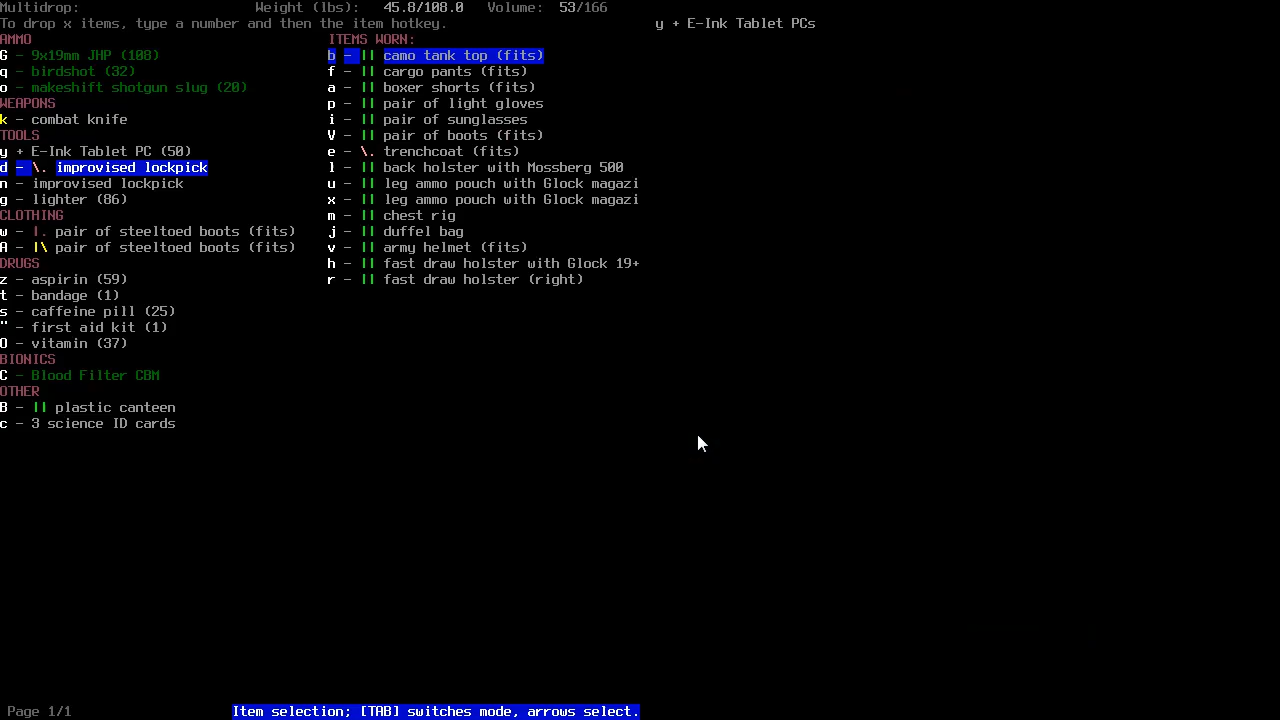 Multidrop: Weight (lbs): 45.8/108.0 Volume: 53/166
To drop x items, type a number and then the item hotkey.
AMMO
G - 9x19mm JHP (108)
q - birdshot (32)
o - makeshift shotgun slug (20)
WEAPONS
k - combat knife
TOOLS
y + E-Ink Tablet PC (50)
d - \. improvised lockpick
n - improvised lockpick
g - lighter (86)
CLOTHING
w - |. pair of steeltoed boots (fits)
A - |\ pair of steeltoed boots (fits)
DRUGS
z - aspirin (59)
t - bandage (1)
s - caffeine pill (25)
" - first aid kit (1)
O - vitamin (37)
BIONICS
C - Blood Filter CBM
OTHER
B - || plastic canteen
c - 3 science ID cards
ITEMS WORN:
b - || camo tank top (fits)
f - || cargo pants (fits)
a - || boxer shorts (fits)
p - || pair of light gloves
i - || pair of sunglasses
V - || pair of boots (fits)
e - \. trenchcoat (fits)
l - || back holster with Mossberg 500
u - || leg ammo pouch with Glock magazi
x - || leg ammo pouch with Glock magazi
m - || chest rig
j - || duffel bag
v - || army helmet (fits)
h - || fast draw holster with Glock 19+
r - || fast draw holster (right)
y + E-Ink Tablet PCs
Page 1/1
Item selection; [TAB] switches mode, arrows select.